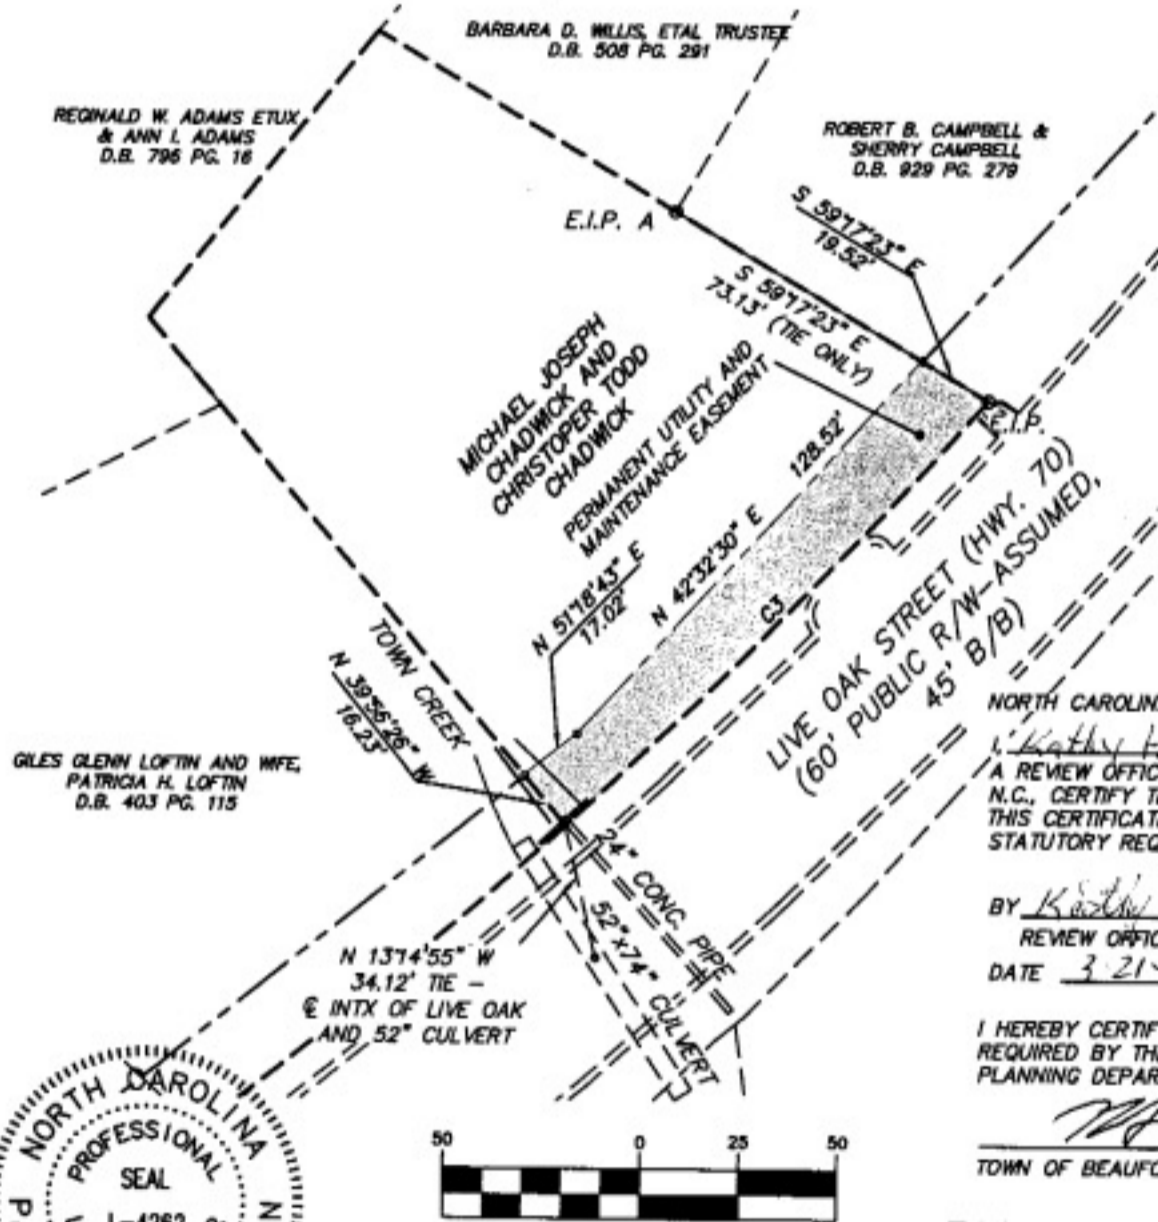 BARBARA D. WILLIS, ETAL TRUSTEE
D.B. 508 PG. 291
REGINALD W. ADAMS ETUX
& ANN I. ADAMS
D.B. 795 PG. 16
ROBERT B. CAMPBELL &
SHERRY CAMPBELL
D.B. 929 PG. 279
E.I.P. A
S 59°17'23" E
19.52'
S 59°17'23" E
73.13' (TIE ONLY)
MICHAEL JOSEPH
CHADWICK AND
CHRISTOPER TODD
CHADWICK
PERMANENT UTILITY AND
MAINTENANCE EASEMENT
E.I.P.
128.52'
N 42°32'30" E
N 51°18'43" E
17.02'
C3
LIVE OAK STREET (HWY. 70)
(60' PUBLIC R/W-ASSUMED,
45' B/B)
TOWN CREEK
N 39°56'26" W
16.23'
GILES GLENN LOFTIN AND WIFE,
PATRICIA H. LOFTIN
D.B. 403 PG. 115
24" CONC. PIPE
52"x74" CULVERT
N 13°14'55" W
34.12' TIE -
℄ INTX OF LIVE OAK
AND 52" CULVERT
NORTH CAROLIN
I, Kathy
A REVIEW OFFIC
N.C., CERTIFY
THIS CERTIFICAT
STATUTORY REQ
BY Kathy
REVIEW OFFIC
DATE 3-21-
I HEREBY CERTIF
REQUIRED BY TH
PLANNING DEPAR
TOWN OF BEAUFO
NORTH CAROLINA
PROFESSIONAL
SEAL
L-4262
50 0 25 50